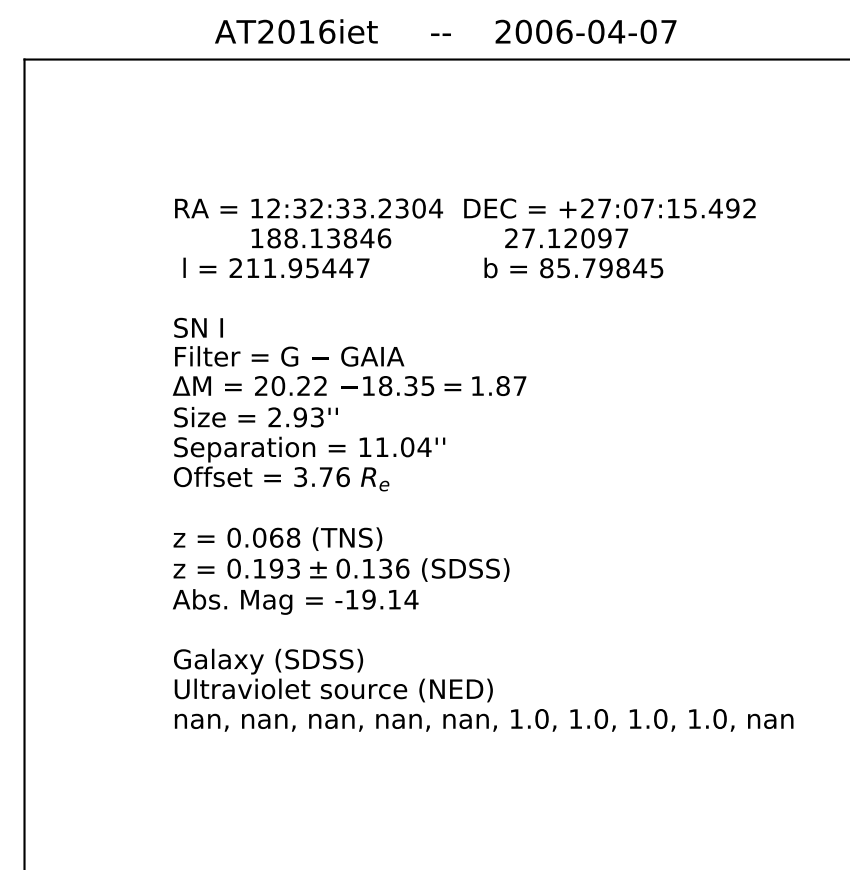 AT2016iet -- 2006-04-07
RA = 12:32:33.2304 DEC = +27:07:15.492
188.13846 27.12097
l = 211.95447 b = 85.79845
SN I
Filter = G − GAIA
ΔM = 20.22 −18.35 = 1.87
Size = 2.93''
Separation = 11.04''
Offset = 3.76 Rₑ
z = 0.068 (TNS)
z = 0.193 ± 0.136 (SDSS)
Abs. Mag = -19.14
Galaxy (SDSS)
Ultraviolet source (NED)
nan, nan, nan, nan, nan, 1.0, 1.0, 1.0, 1.0, nan